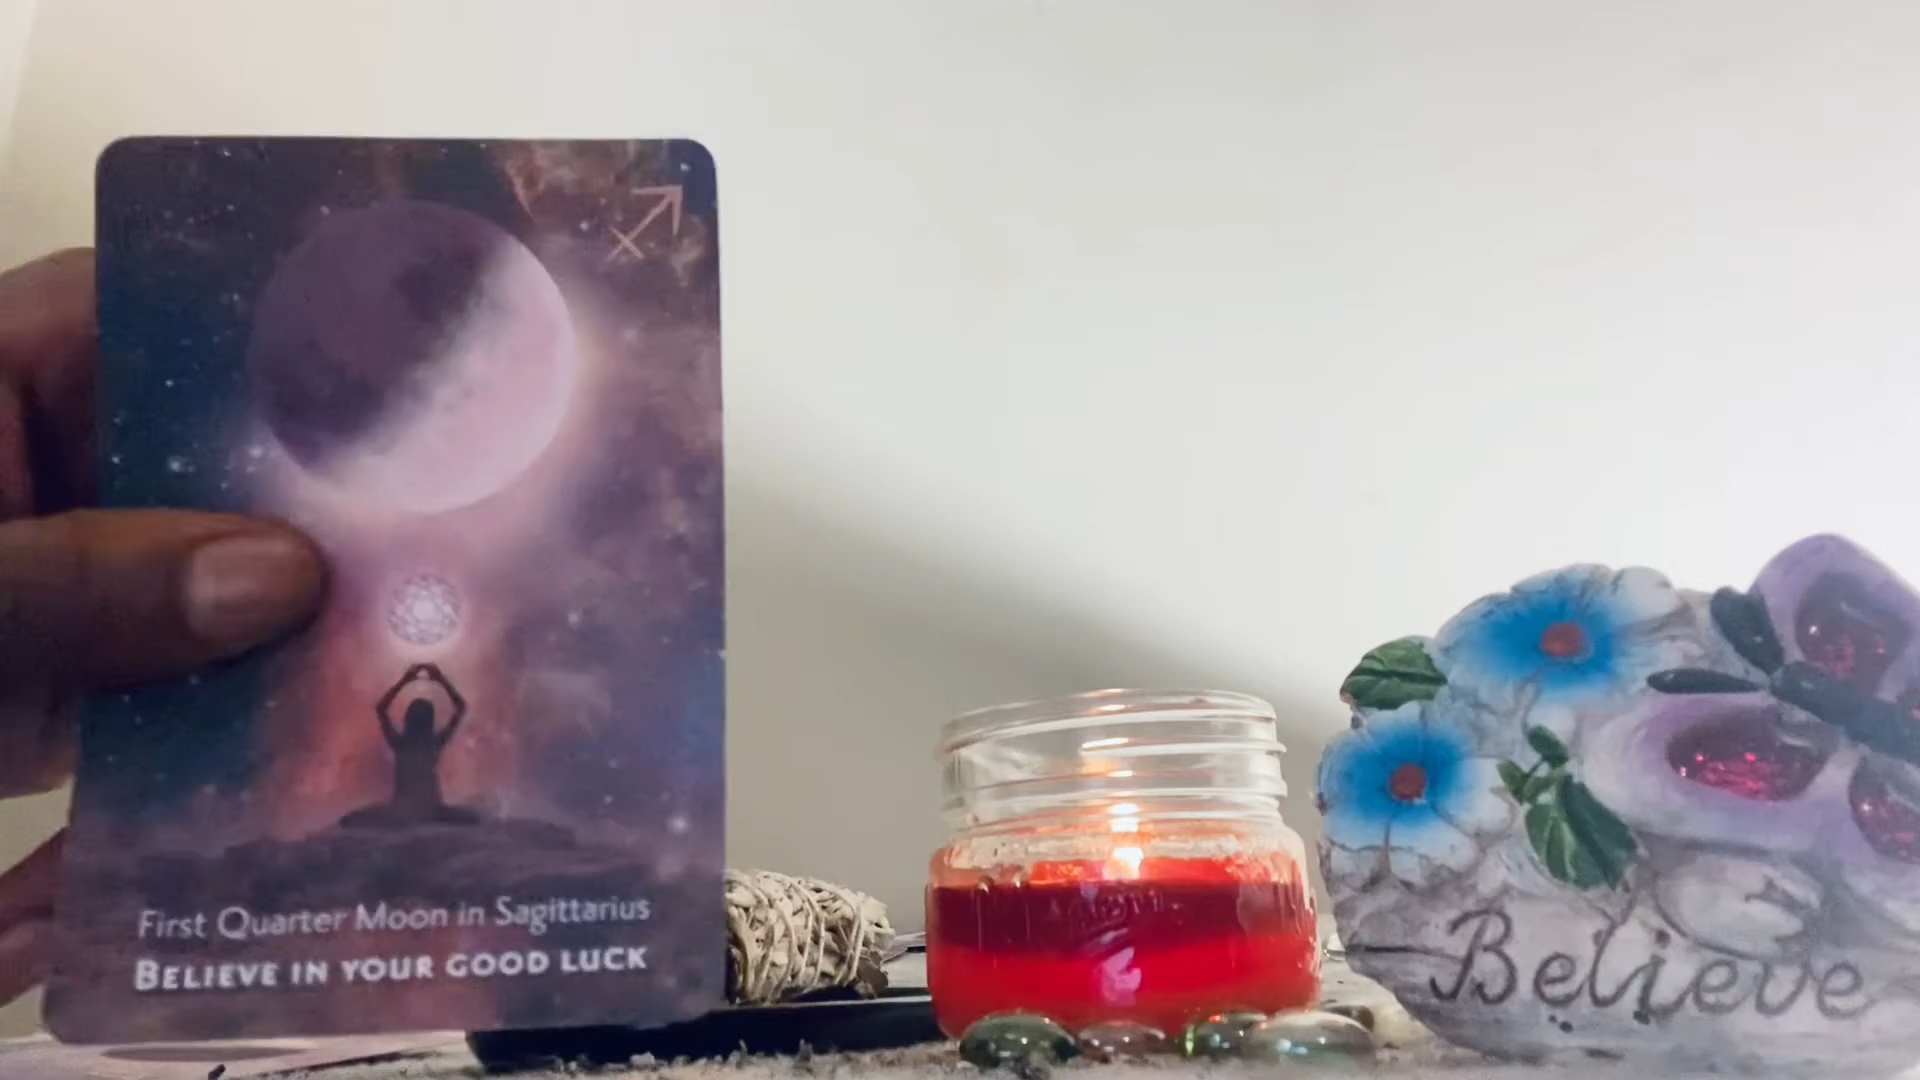 First Quarter Moon in Sagittarius
BELIEVE IN YOUR GOOD LUCK
Believe